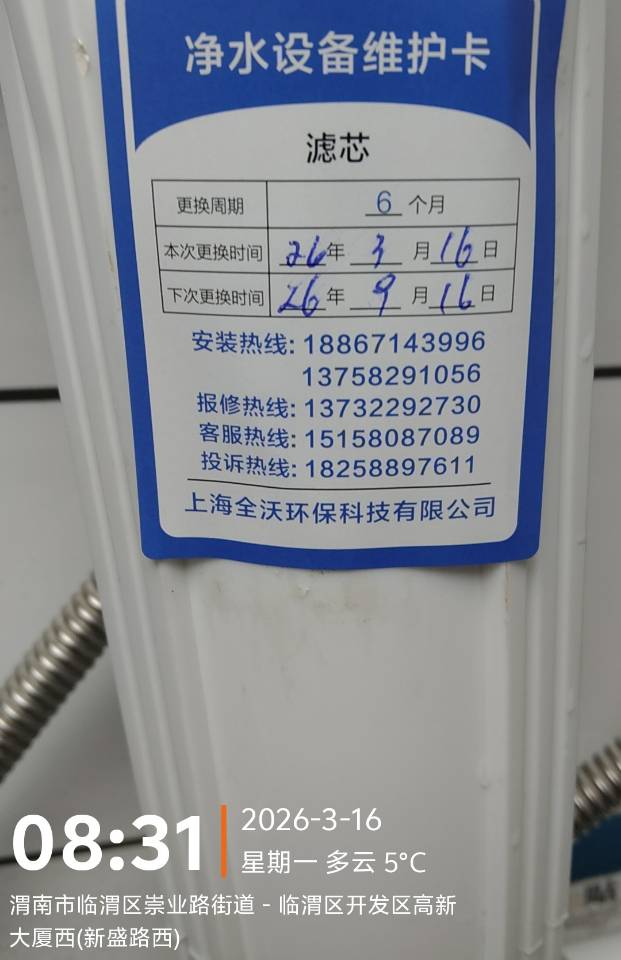 净水设备维护卡
滤芯
更换周期 6 个月
本次更换时间 26年 3 月 16 日
下次更换时间 26年 9 月 16 日
安装热线: 18867143996
13758291056
报修热线: 13732292730
客服热线: 15158087089
投诉热线: 18258897611
上海全沃环保科技有限公司
08:31
2026-3-16
星期一 多云 5°C
渭南市临渭区崇业路街道 - 临渭区开发区高新
大厦西(新盛路西)